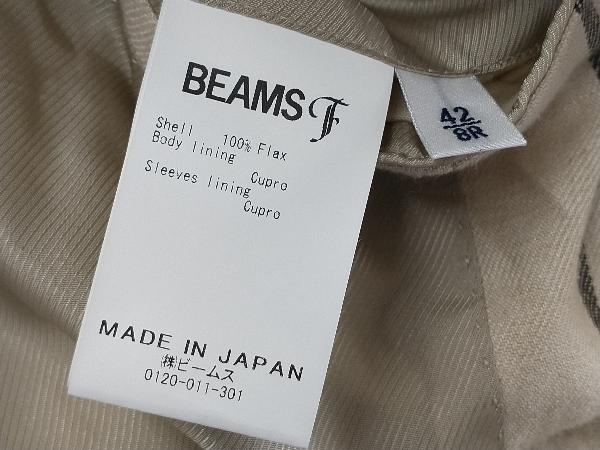 BEAMS F
Shell 100% Flax
Body lining
Cupro
Sleeves lining
Cupro
MADE IN JAPAN
㈱ビームス
0120-011-301
42
8R